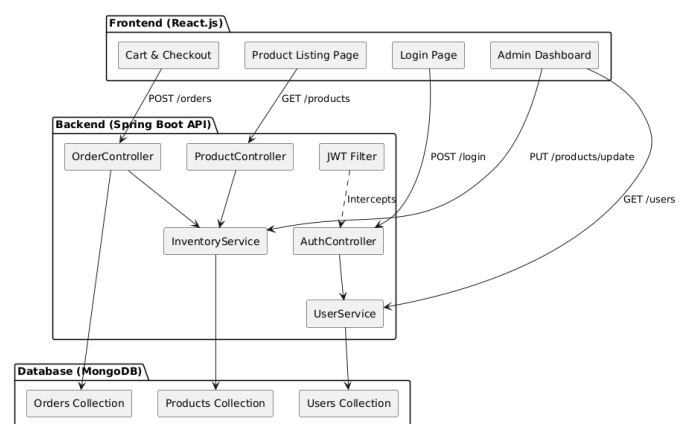 Frontend (React.js)
Cart & Checkout
Product Listing Page
Login Page
Admin Dashboard
POST /orders
GET /products
Backend (Spring Boot API)
OrderController
ProductController
JWT Filter
POST /login
PUT /products/update
Intercepts
GET /users
InventoryService
AuthController
UserService
Database (MongoDB)
Orders Collection
Products Collection
Users Collection